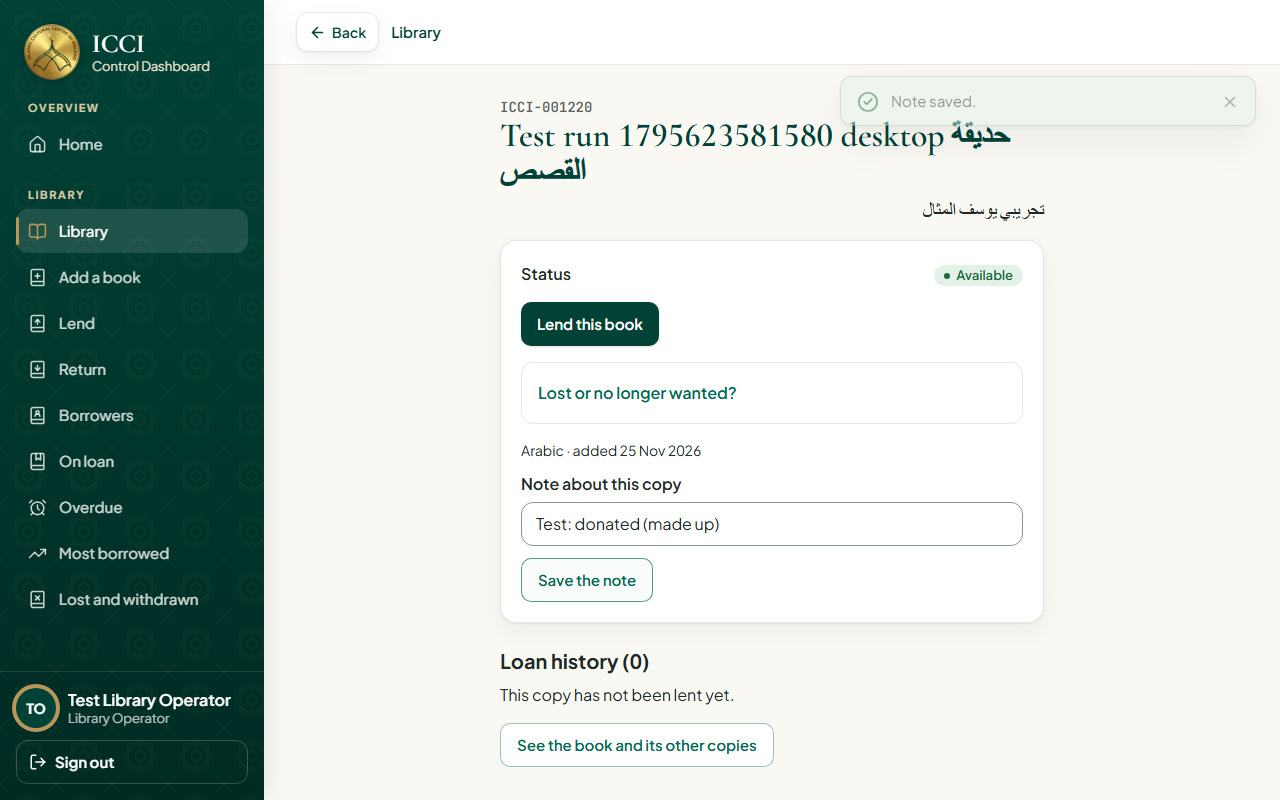 ICCI
Control Dashboard
OVERVIEW
Home
LIBRARY
Library
Add a book
Lend
Return
Borrowers
On loan
Overdue
Most borrowed
Lost and withdrawn
TO
Test Library Operator
Library Operator
Sign out
Back
Library
Note saved.
ICCI-001220
Test run 1795623581580 desktop حديقة
القصص
تجريبي يوسف المثال
Status
Available
Lend this book
Lost or no longer wanted?
Arabic · added 25 Nov 2026
Note about this copy
Test: donated (made up)
Save the note
Loan history (0)
This copy has not been lent yet.
See the book and its other copies